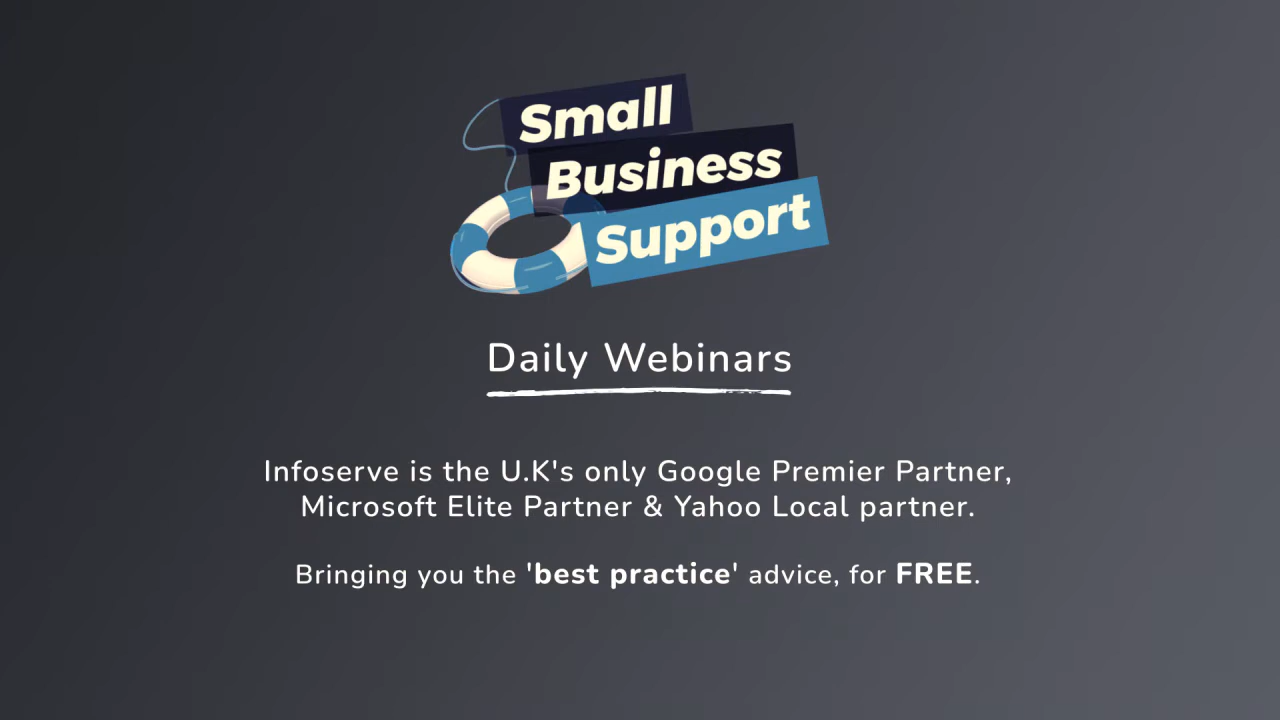 Small
Business
Support
Daily Webinars
Infoserve is the U.K's only Google Premier Partner,
Microsoft Elite Partner & Yahoo Local partner.
Bringing you the 'best practice' advice, for FREE.